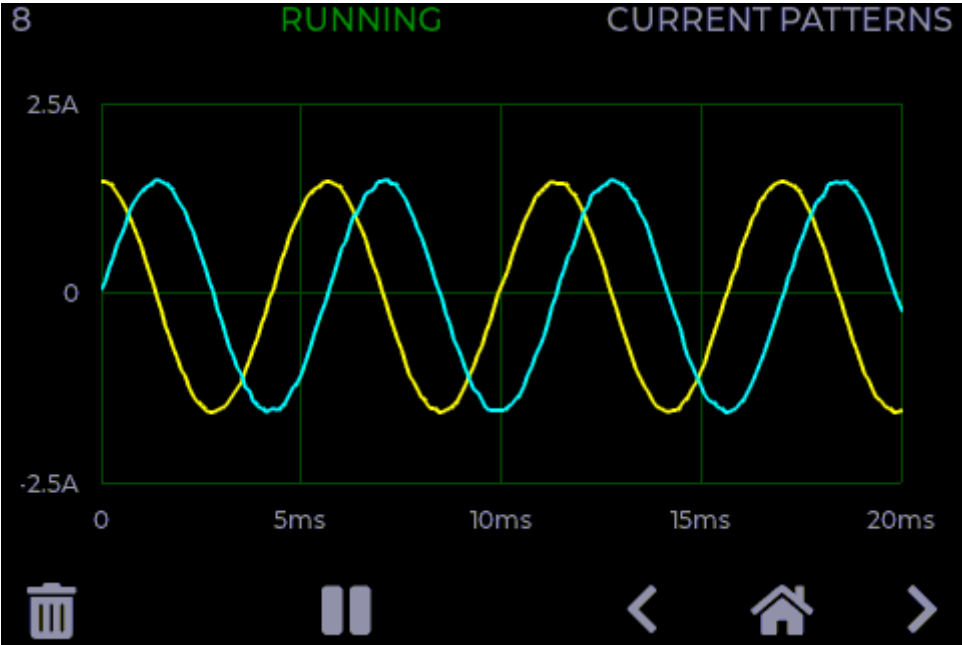 8 RUNNING CURRENT PATTERNS
2.5A
0
-2.5A
0 5ms 10ms 15ms 20ms